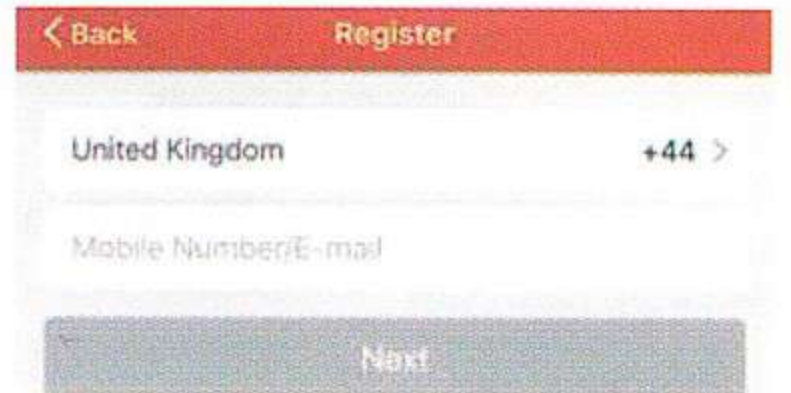 < Back Register
United Kingdom +44 >
Mobile Number/E-mail
Next